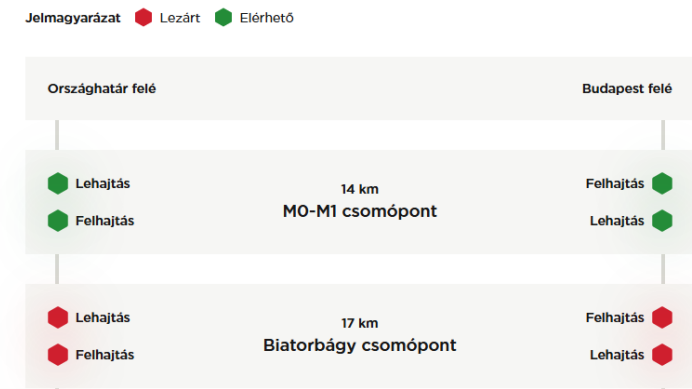 Jelmagyarázat Lezárt Elérhető
Országhatár felé Budapest felé
Lehajtás 14 km Felhajtás
Felhajtás M0-M1 csomópont Lehajtás
Lehajtás 17 km Felhajtás
Felhajtás Biatorbágy csomópont Lehajtás